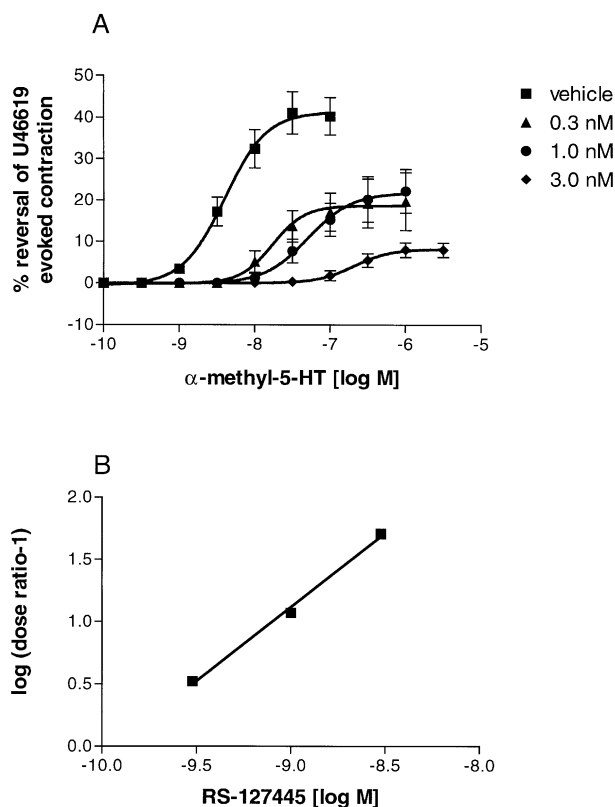 A
% reversal of U46619
evoked contraction
50
40
30
20
10
0
-10
-10
-9
-8
-7
-6
-5
α-methyl-5-HT [log M]
vehicle
0.3 nM
1.0 nM
3.0 nM
B
log (dose ratio-1)
2.0
1.5
1.0
0.5
0.0
-10.0
-9.5
-9.0
-8.5
-8.0
RS-127445 [log M]